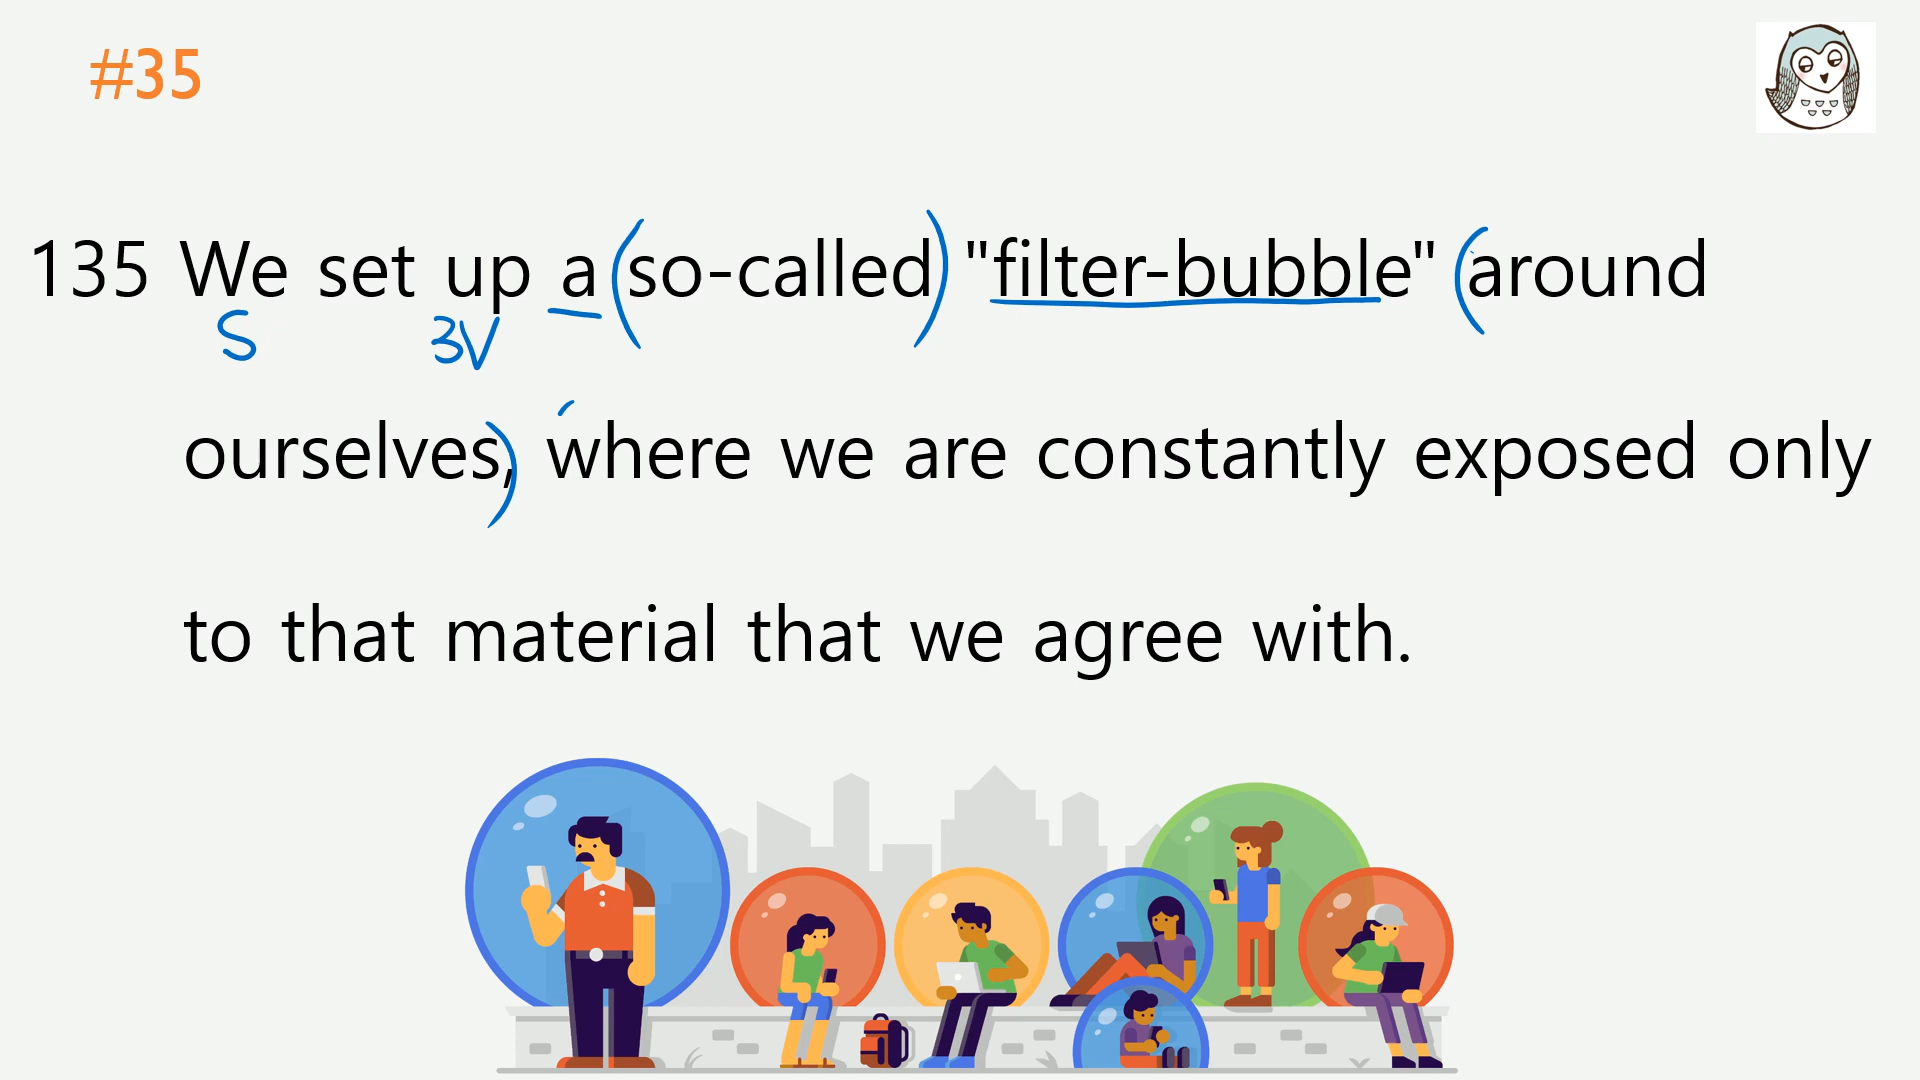 #35
135 We set up a (so-called) "filter-bubble" (around
S 3V
ourselves,) where we are constantly exposed only
to that material that we agree with.